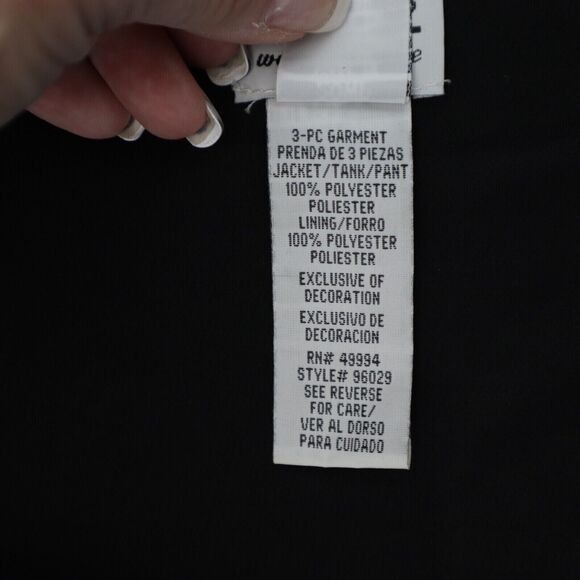 3-PC GARMENT
PRENDA DE 3 PIEZAS
JACKET/TANK/PANT
100% POLYESTER
POLIESTER
LINING/FORRO
100% POLYESTER
POLIESTER
EXCLUSIVE OF
DECORATION
EXCLUSIVO DE
DECORACION
RN# 49994
STYLE# 96029
SEE REVERSE
FOR CARE/
VER AL DORSO
PARA CUIDADO